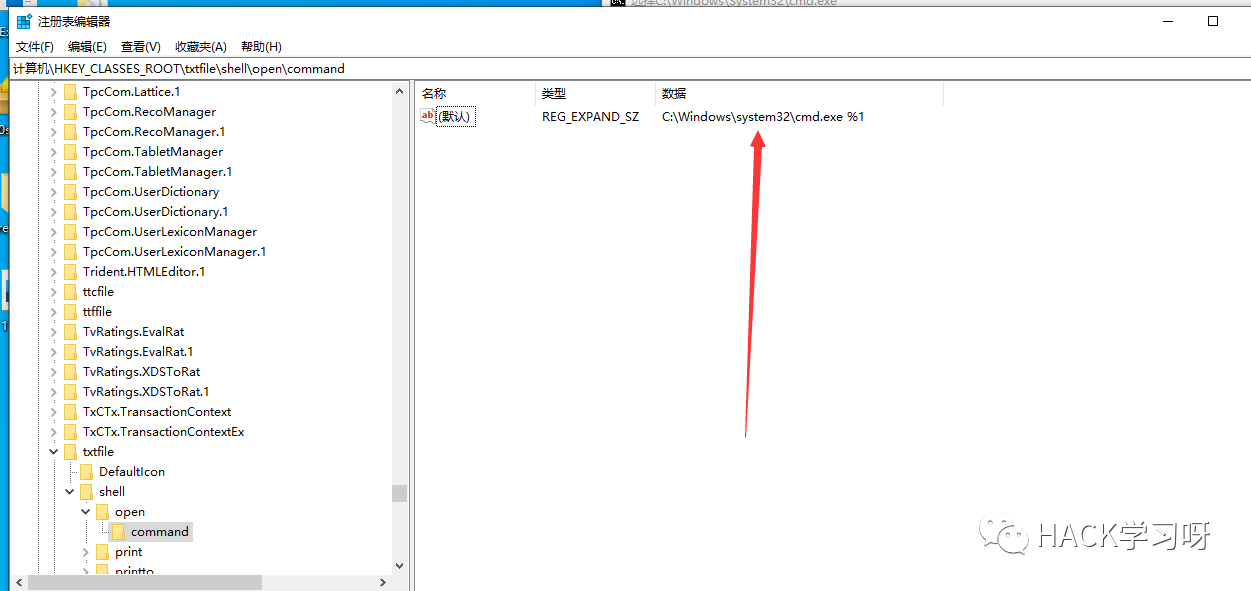 选择C:\Windows\System32\cmd.exe
注册表编辑器
文件(F) 编辑(E) 查看(V) 收藏夹(A) 帮助(H)
计算机\HKEY_CLASSES_ROOT\txtfile\shell\open\command
名称 类型 数据
ab (默认) REG_EXPAND_SZ C:\Windows\system32\cmd.exe %1
TpcCom.Lattice.1
TpcCom.RecoManager
TpcCom.RecoManager.1
TpcCom.TabletManager
TpcCom.TabletManager.1
TpcCom.UserDictionary
TpcCom.UserDictionary.1
TpcCom.UserLexiconManager
TpcCom.UserLexiconManager.1
Trident.HTMLEditor.1
ttcfile
ttffile
TvRatings.EvalRat
TvRatings.EvalRat.1
TvRatings.XDSToRat
TvRatings.XDSToRat.1
TxCTx.TransactionContext
TxCTx.TransactionContextEx
txtfile
DefaultIcon
shell
open
command
print
printto
HACK学习呀